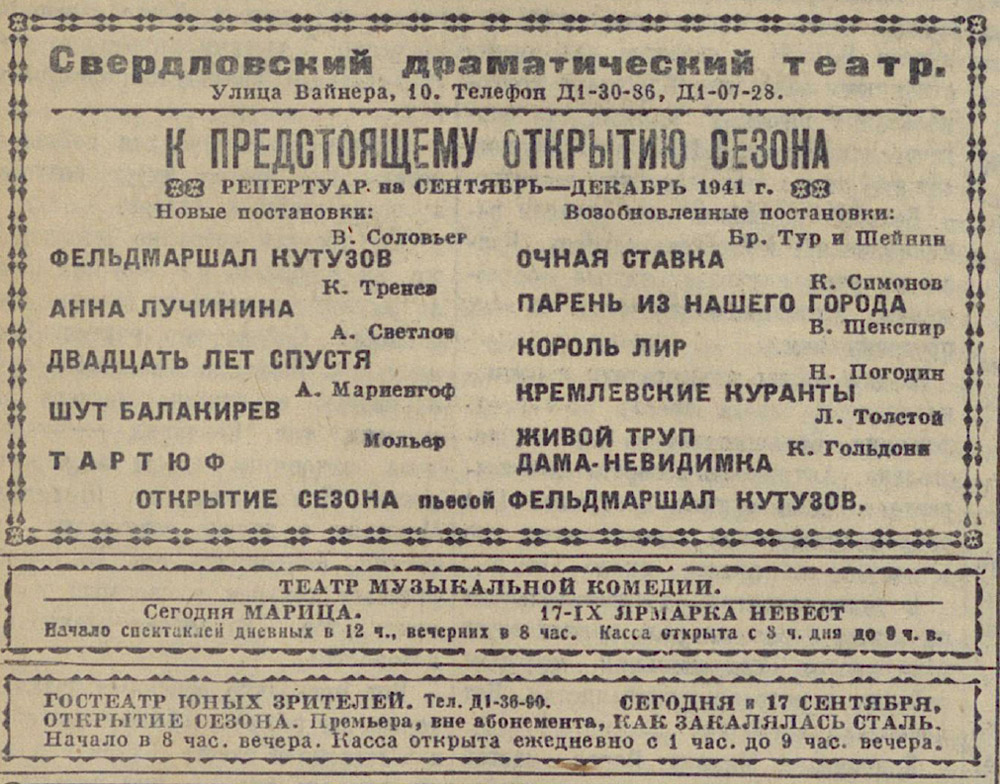 Свердловский драматический театр.
Улица Вайнера, 10. Телефон Д1-30-86, Д1-07-28.
К ПРЕДСТОЯЩЕМУ ОТКРЫТИЮ СЕЗОНА
РЕПЕРТУАР на СЕНТЯБРЬ—ДЕКАБРЬ 1941 г.
Новые постановки:
В. Соловьев
ФЕЛЬДМАРШАЛ КУТУЗОВ
К. Тренев
АННА ЛУЧИНИНА
А. Светлов
ДВАДЦАТЬ ЛЕТ СПУСТЯ
А. Мариенгоф
ШУТ БАЛАКИРЕВ
Мольер
ТАРТЮФ
Возобновленные постановки:
Бр. Тур и Шейнин
ОЧНАЯ СТАВКА
К. Симонов
ПАРЕНЬ ИЗ НАШЕГО ГОРОДА
В. Шекспир
КОРОЛЬ ЛИР
Н. Погодин
КРЕМЛЕВСКИЕ КУРАНТЫ
Л. Толстой
ЖИВОЙ ТРУП
К. Гольдони
ДАМА-НЕВИДИМКА
ОТКРЫТИЕ СЕЗОНА пьесой ФЕЛЬДМАРШАЛ КУТУЗОВ.
ТЕАТР МУЗЫКАЛЬНОЙ КОМЕДИИ.
Сегодня МАРИЦА. 17-IX ЯРМАРКА НЕВЕСТ
Начало спектаклей дневных в 12 ч., вечерних в 8 час. Касса открыта с 3 ч. дня до 9 ч. в.
ГОСТЕАТР ЮНЫХ ЗРИТЕЛЕЙ. Тел. Д1-36-90. СЕГОДНЯ и 17 СЕНТЯБРЯ,
ОТКРЫТИЕ СЕЗОНА. Премьера, вне абонемента, КАК ЗАКАЛЯЛАСЬ СТАЛЬ.
Начало в 8 час. вечера. Касса открыта ежедневно с 1 час. до 9 час. вечера.